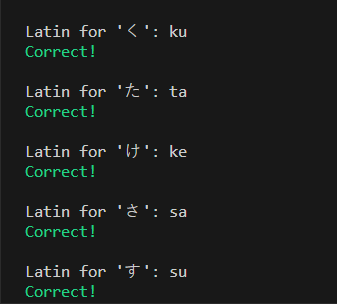 Latin for 'く': ku
Correct!
Latin for 'た': ta
Correct!
Latin for 'け': ke
Correct!
Latin for 'さ': sa
Correct!
Latin for 'す': su
Correct!